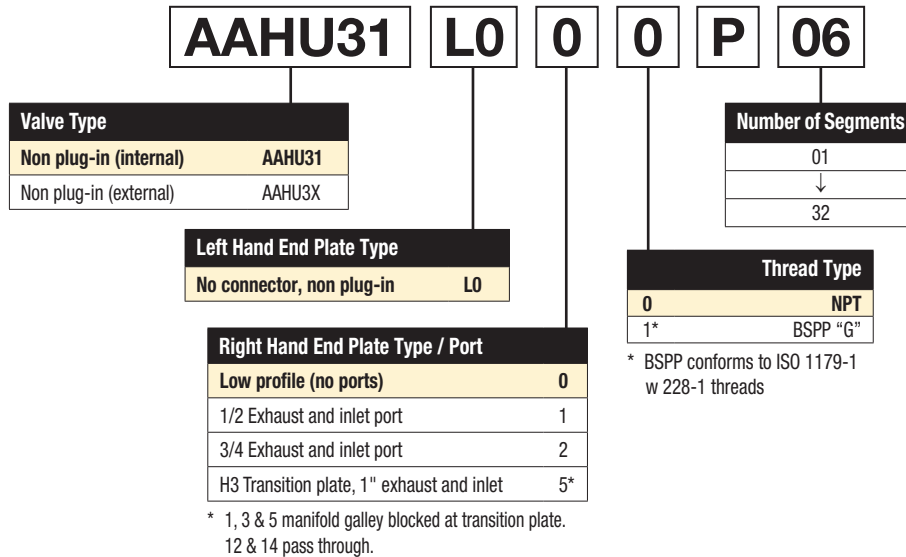 AAHU31 L0 0 0 P 06
Valve Type
Non plug-in (internal) AAHU31
Non plug-in (external) AAHU3X
Number of Segments
01
↓
32
Left Hand End Plate Type
No connector, non plug-in L0
Thread Type
0 NPT
1* BSPP “G”
* BSPP conforms to ISO 1179-1
w 228-1 threads
Right Hand End Plate Type / Port
Low profile (no ports) 0
1/2 Exhaust and inlet port 1
3/4 Exhaust and inlet port 2
H3 Transition plate, 1" exhaust and inlet 5*
* 1, 3 & 5 manifold galley blocked at transition plate.
12 & 14 pass through.